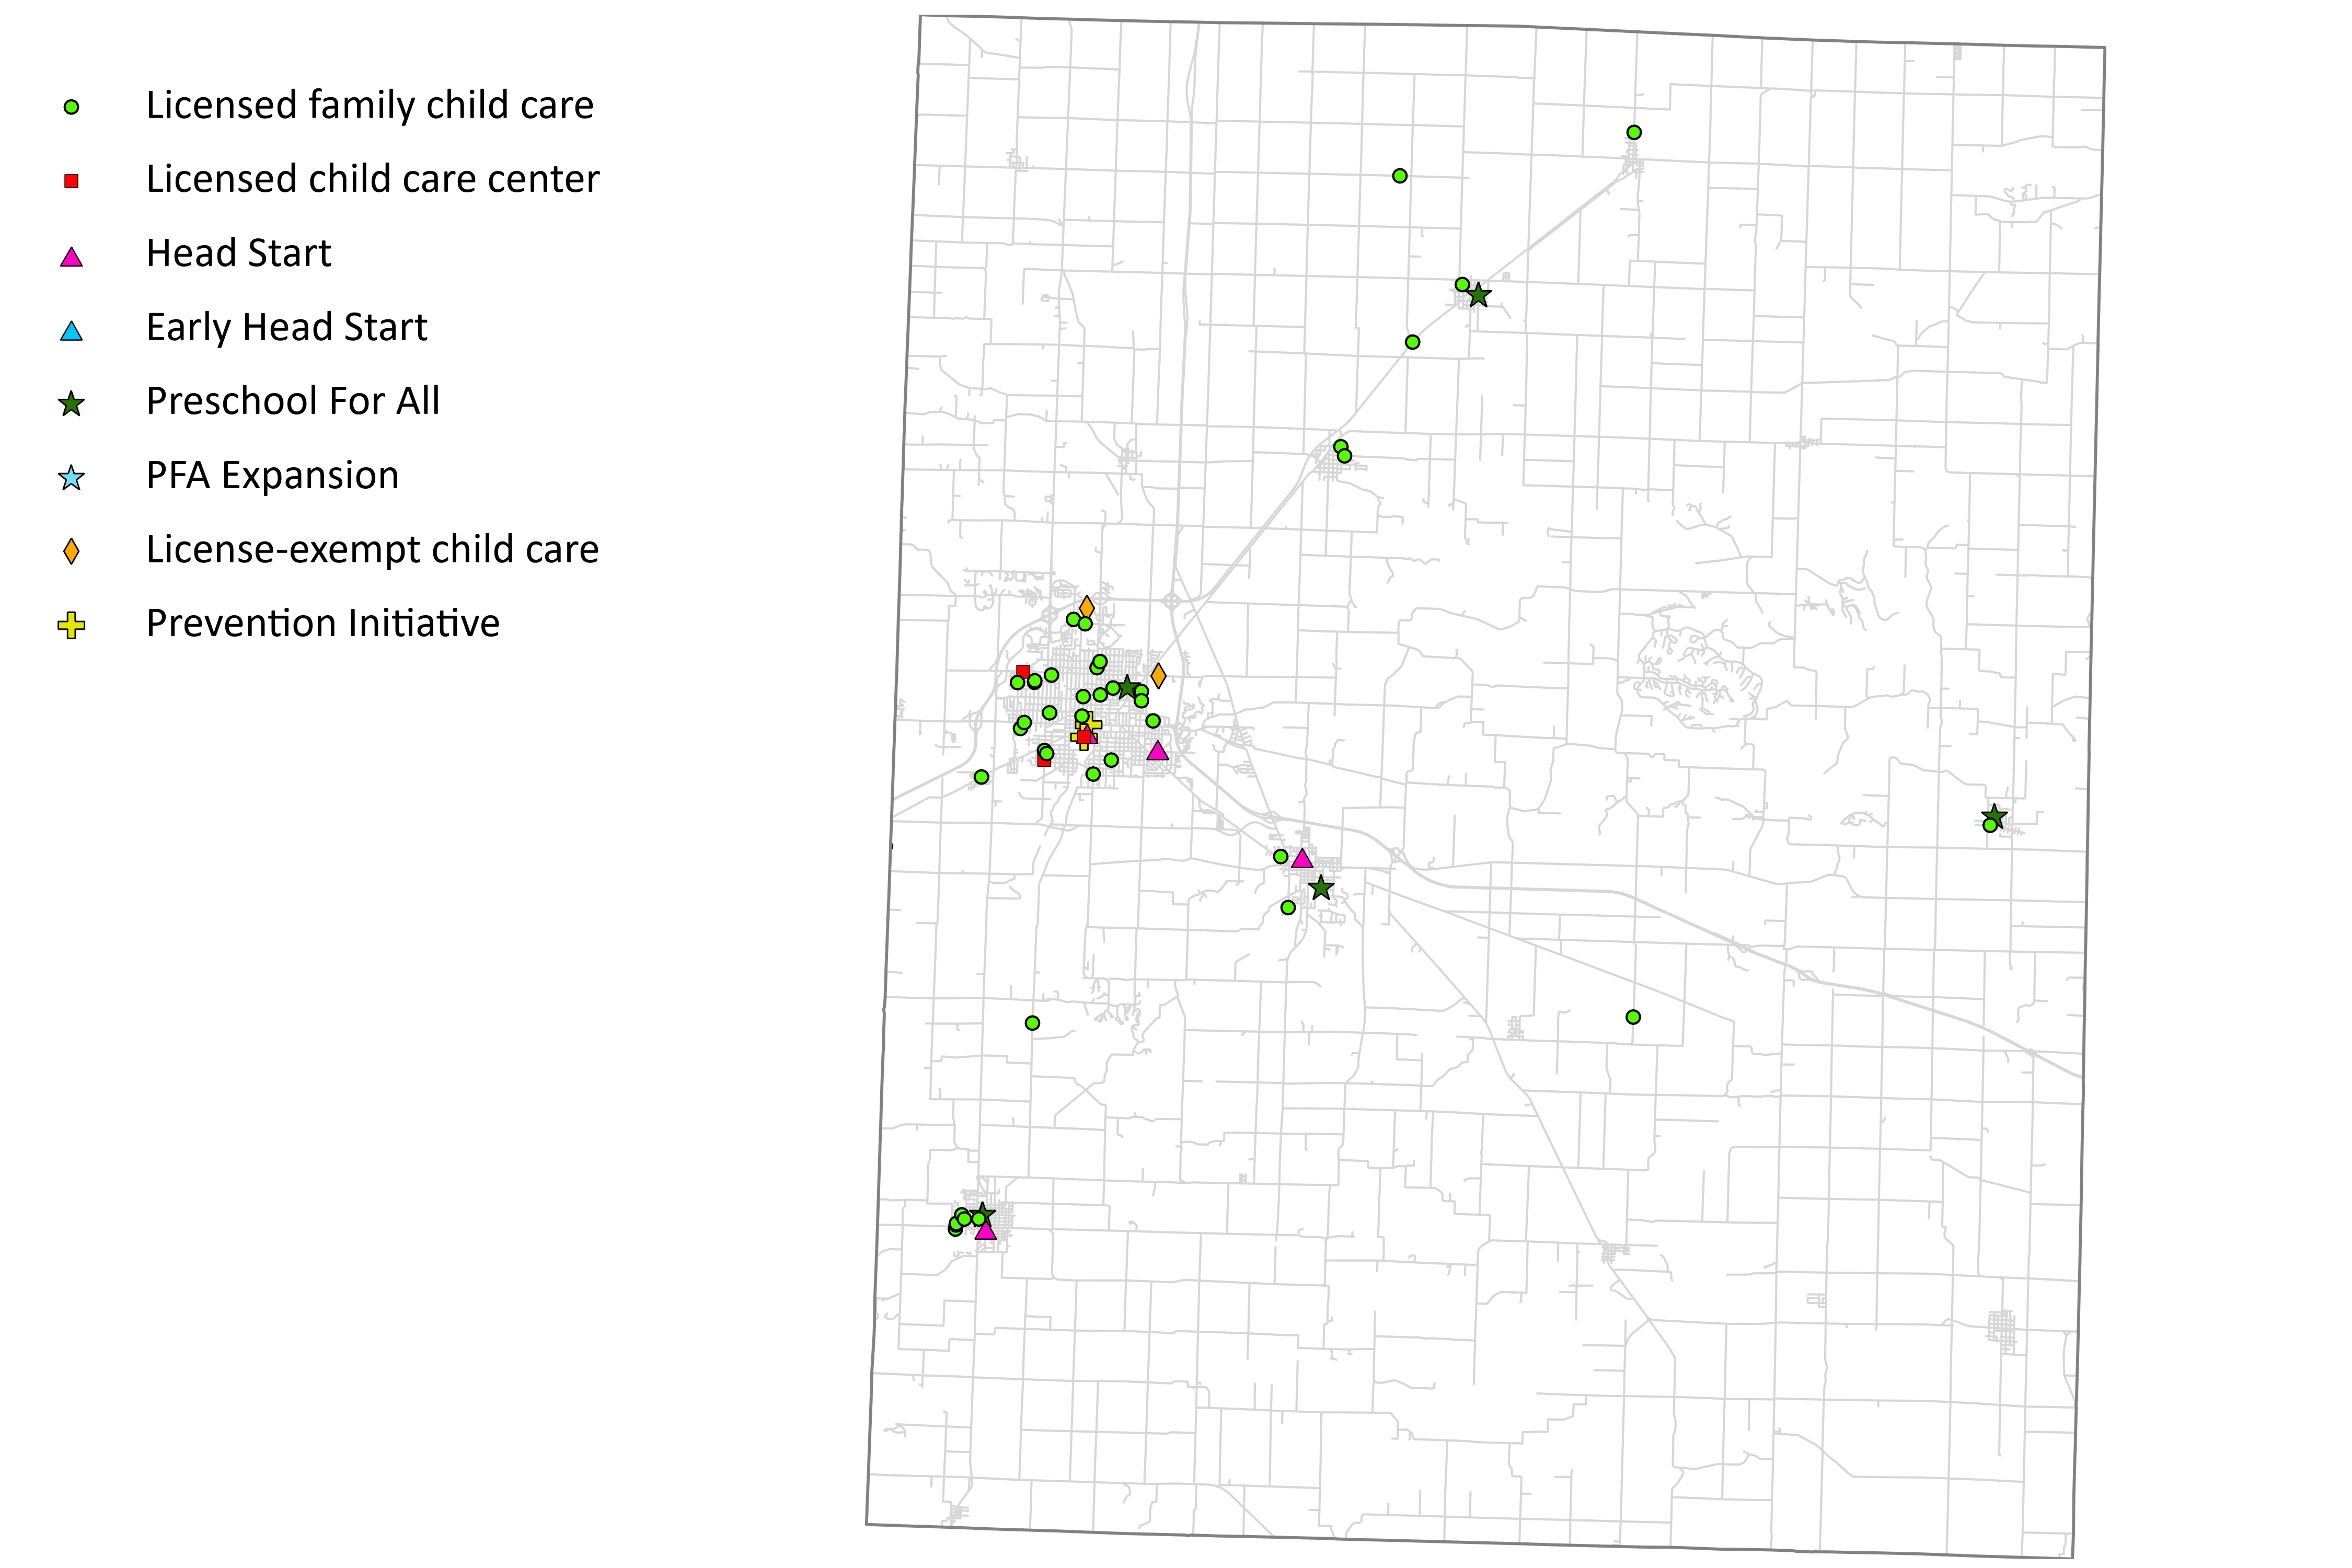 Licensed family child care
Licensed child care center
Head Start
Early Head Start
Preschool For All
PFA Expansion
License-exempt child care
Prevention Initiative